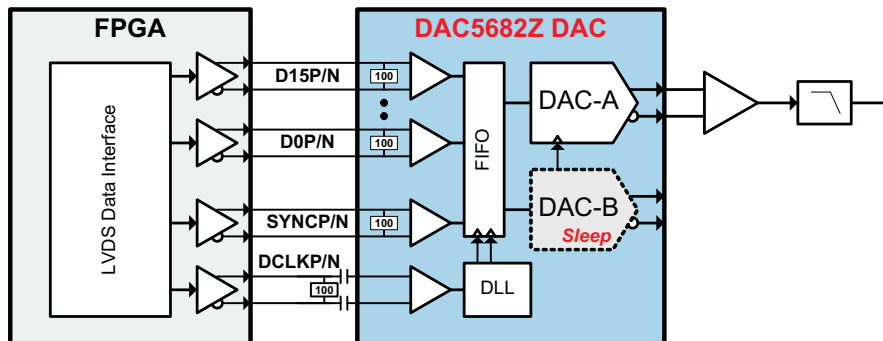 FPGA
DAC5682Z DAC
LVDS Data Interface
D15P/N
100
D0P/N
100
SYNCP/N
100
DCLKP/N
100
FIFO
DLL
DAC-A
DAC-B
Sleep